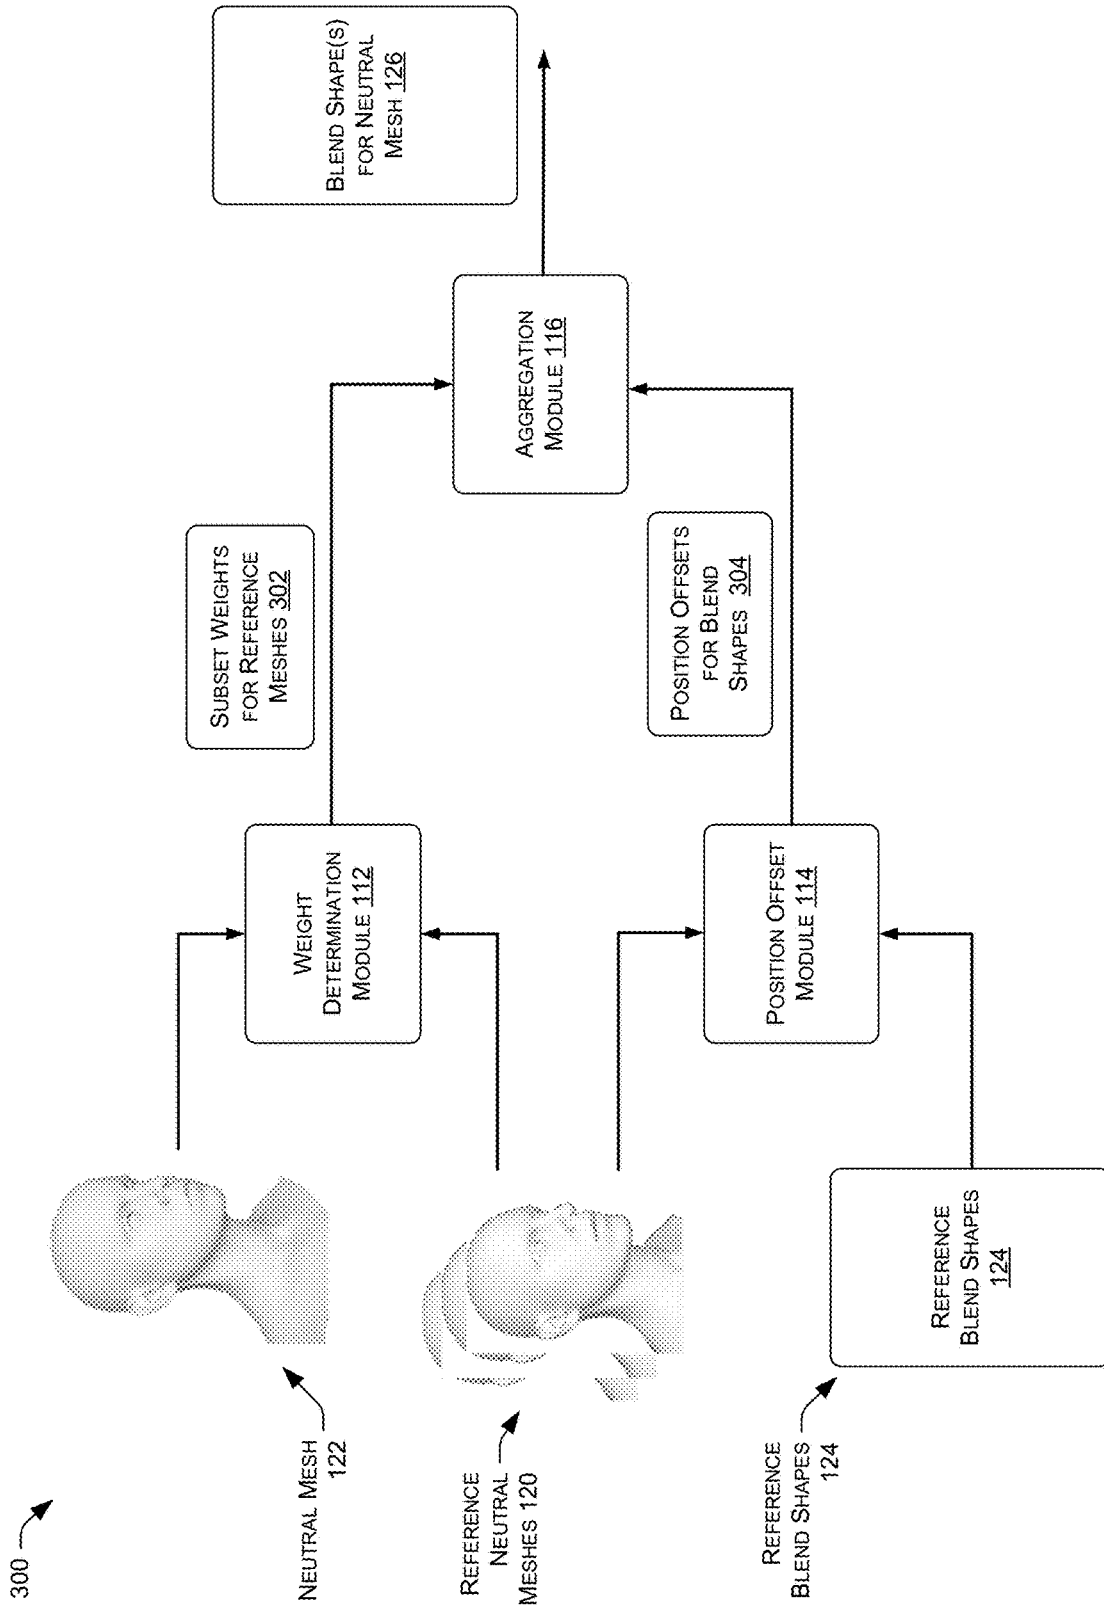 300
NEUTRAL MESH
122
REFERENCE
NEUTRAL
MESHES 120
REFERENCE
BLEND SHAPES
124
REFERENCE
BLEND SHAPES
124
WEIGHT
DETERMINATION
MODULE 112
POSITION OFFSET
MODULE 114
SUBSET WEIGHTS
FOR REFERENCE
MESHES 302
POSITION OFFSETS
FOR BLEND
SHAPES 304
AGGREGATION
MODULE 116
BLEND SHAPE(S)
FOR NEUTRAL
MESH 126